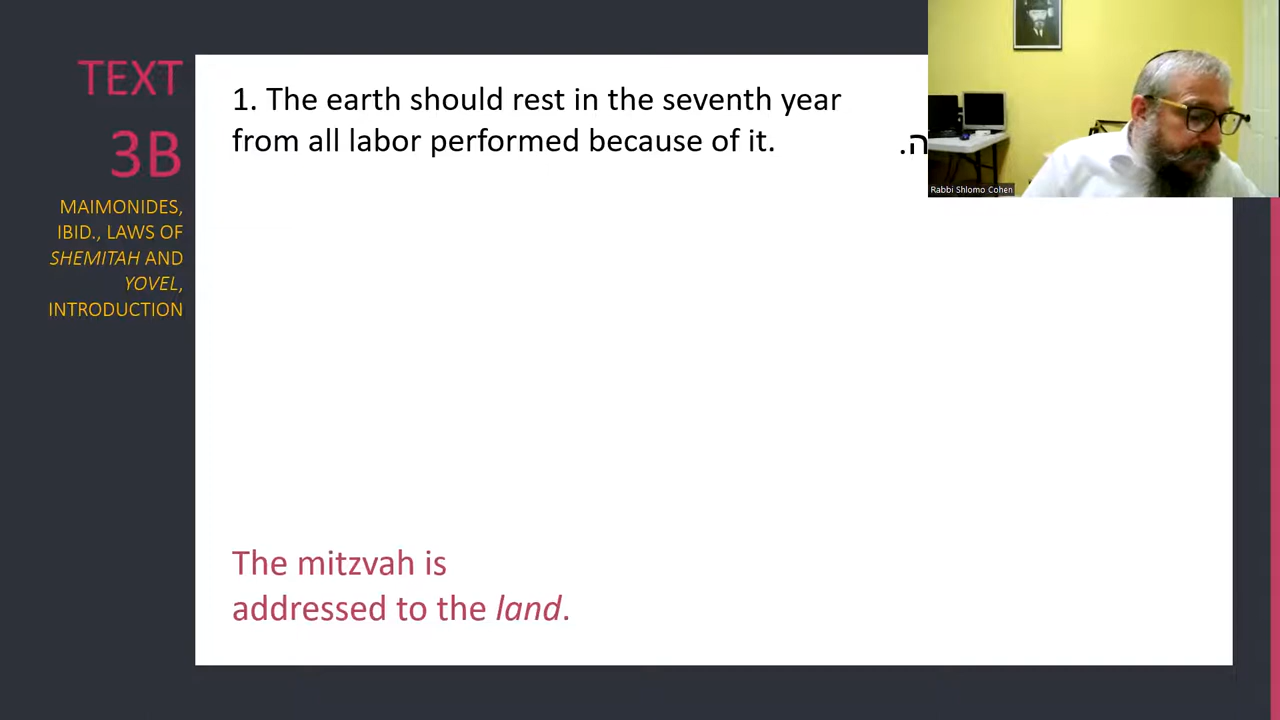 TEXT
3B
MAIMONIDES,
IBID., LAWS OF
SHEMITAH AND
YOVEL,
INTRODUCTION
1. The earth should rest in the seventh year
from all labor performed because of it.
ה.
The mitzvah is
addressed to the land.
Rabbi Shlomo Cohen